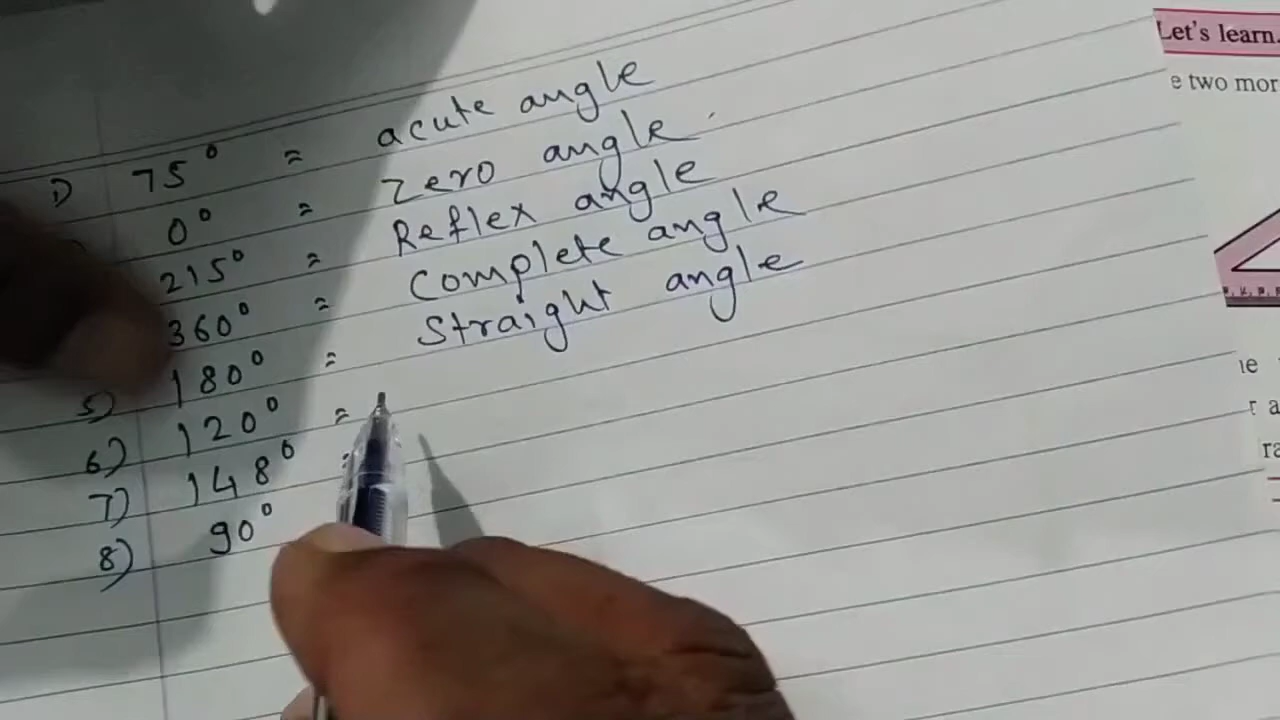 1) 75° = acute angle
0° = Zero angle
215° = Reflex angle
360° = Complete angle
5) 180° = Straight angle
6) 120° =
7) 148°
8) 90°
Let's learn.
e two mor